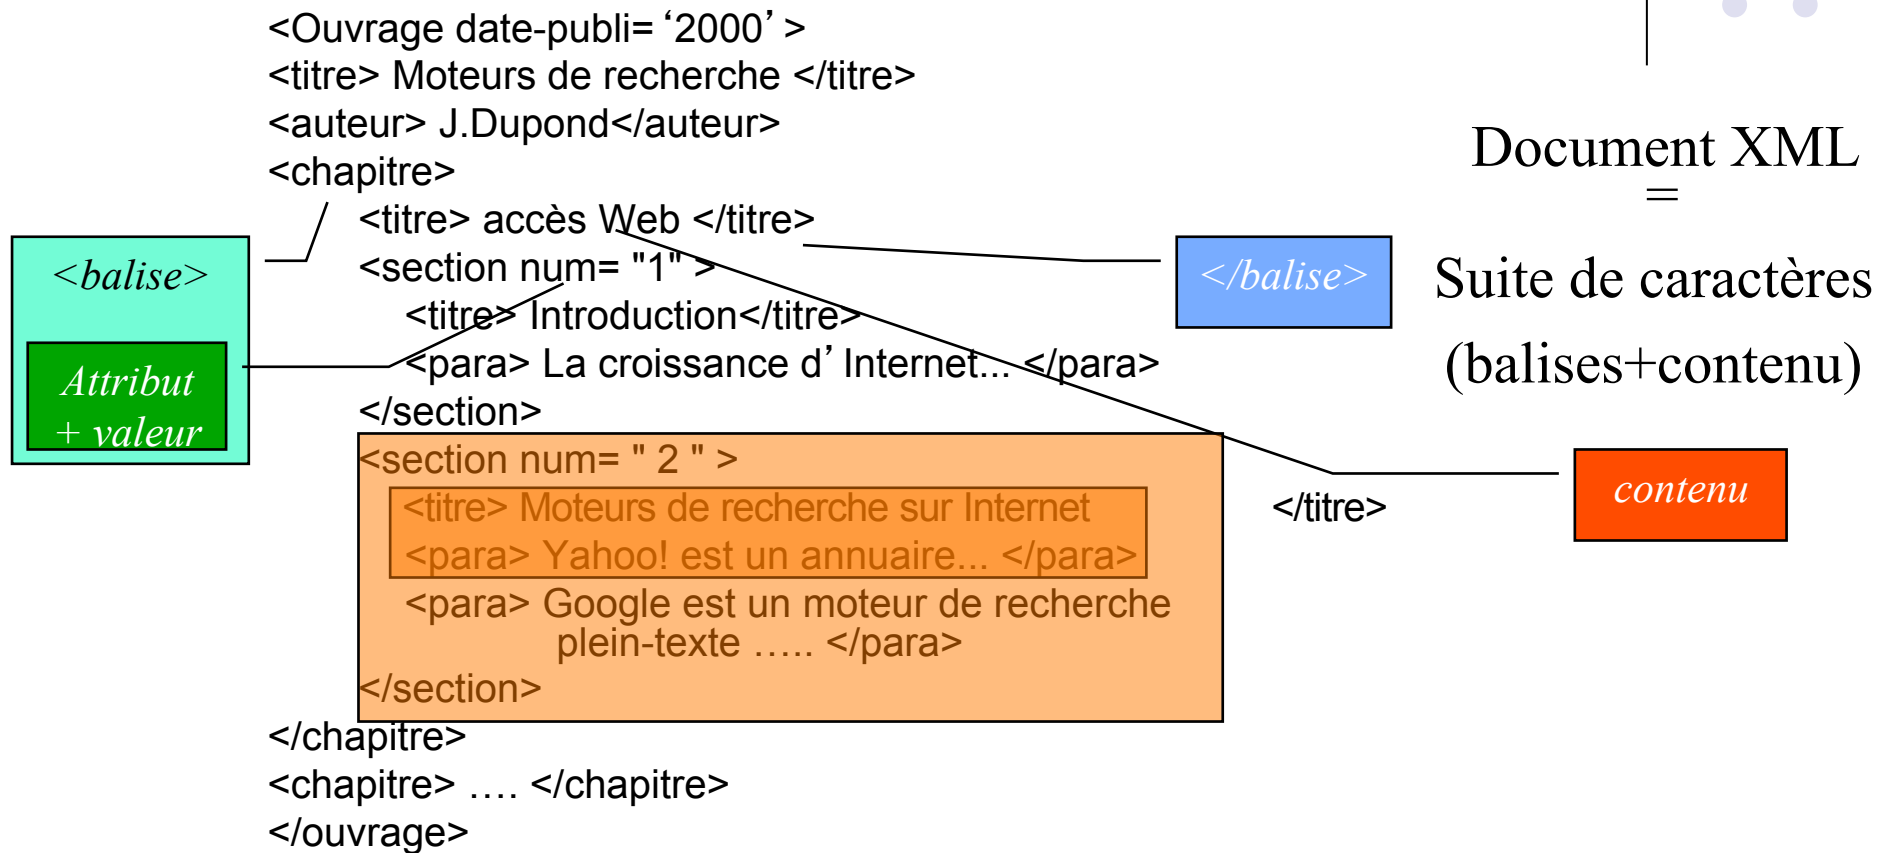 <Ouvrage date-publi= ‘2000’ >
<titre> Moteurs de recherche </titre>
<auteur> J.Dupond</auteur>
<chapitre>
<titre> accès Web </titre>
<section num= "1" >
<titre> Introduction</titre>
<para> La croissance d’ Internet... </para>
</section>
<section num= " 2 " >
<titre> Moteurs de recherche sur Internet </titre>
<para> Yahoo! est un annuaire... </para>
<para> Google est un moteur de recherche
plein-texte ….. </para>
</section>
</chapitre>
<chapitre> …. </chapitre>
</ouvrage>
<balise>
Attribut
+ valeur
</balise>
contenu
Document XML
=
Suite de caractères
(balises+contenu)